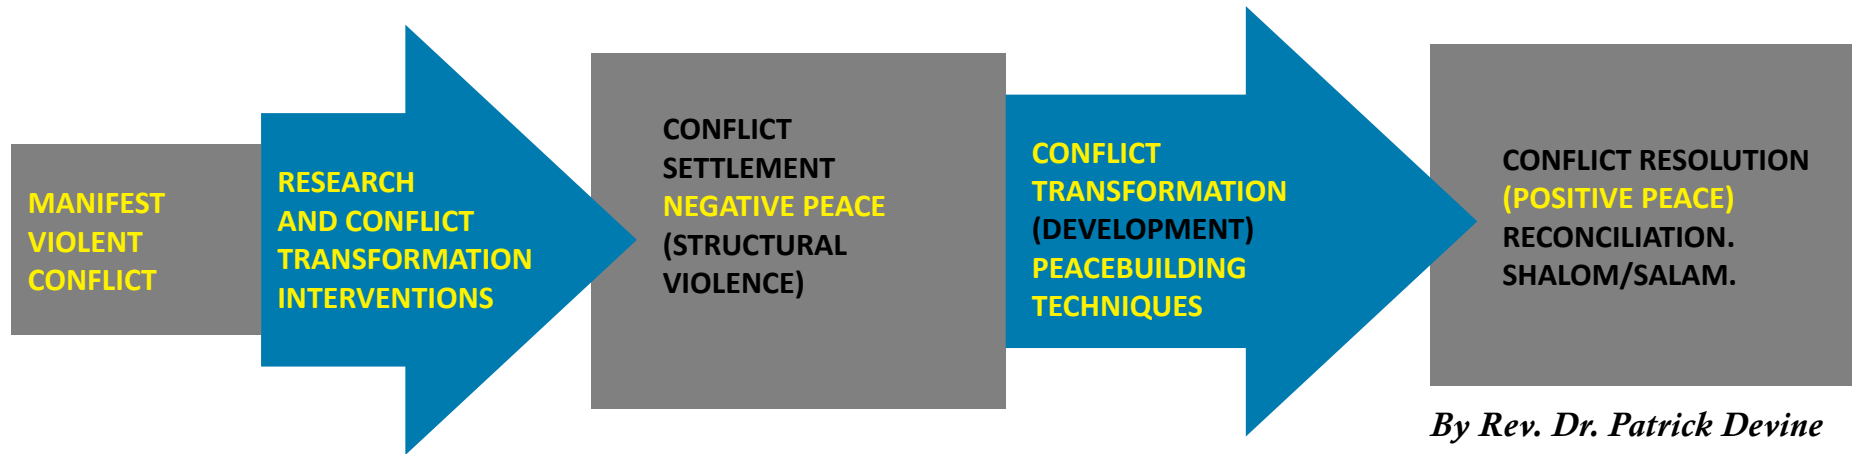 MANIFEST
VIOLENT
CONFLICT
RESEARCH
AND CONFLICT
TRANSFORMATION
INTERVENTIONS
CONFLICT
SETTLEMENT
NEGATIVE PEACE
(STRUCTURAL
VIOLENCE)
CONFLICT
TRANSFORMATION
(DEVELOPMENT)
PEACEBUILDING
TECHNIQUES
CONFLICT RESOLUTION
(POSITIVE PEACE)
RECONCILIATION.
SHALOM/SALAM.
By Rev. Dr. Patrick Devine